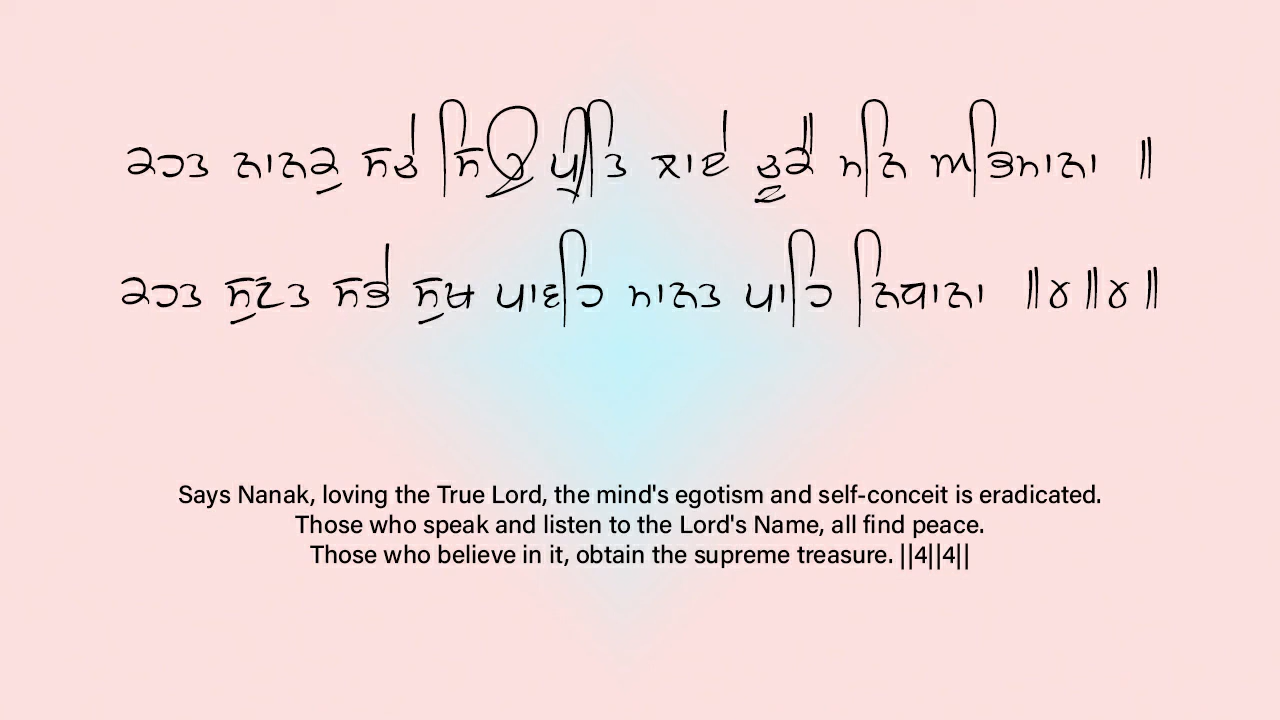 ਕਹਤ ਨਾਨਕੁ ਸਚੇ ਸਿਉ ਪ੍ਰੀਤਿ ਲਾਏ ਚੂਕੈ ਮਨਿ ਅਭਿਮਾਨਾ ॥
ਕਹਤ ਸੁਣਤ ਸਭੇ ਸੁਖ ਪਾਵਹਿ ਮਾਨਤ ਪਾਹਿ ਨਿਧਾਨਾ ॥੪॥੪॥
Says Nanak, loving the True Lord, the mind's egotism and self-conceit is eradicated.
Those who speak and listen to the Lord's Name, all find peace.
Those who believe in it, obtain the supreme treasure. ||4||4||